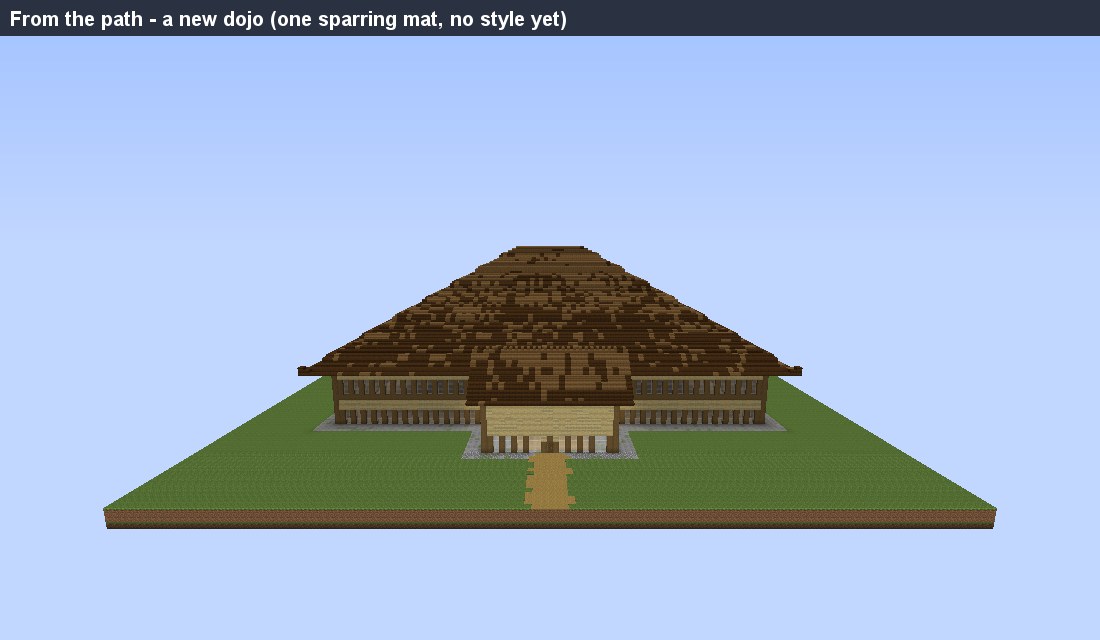 From the path - a new dojo (one sparring mat, no style yet)